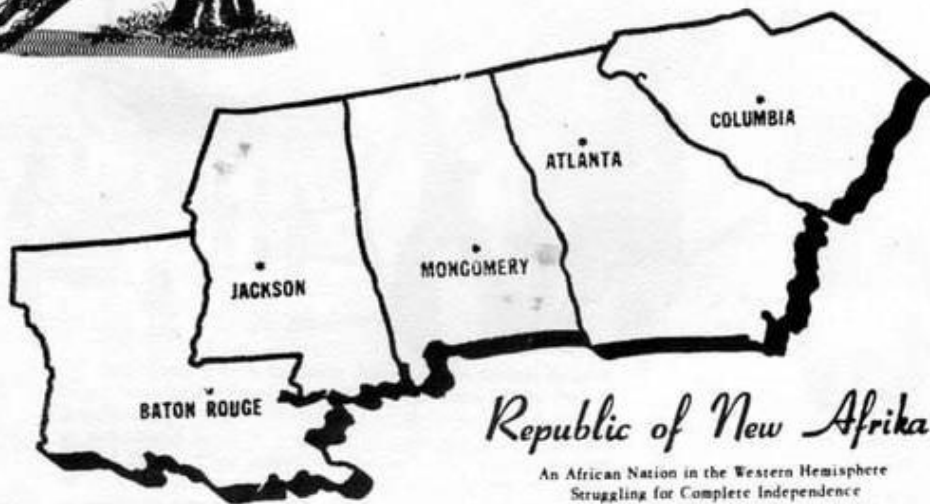 COLUMBIA
ATLANTA
MONTGOMERY
JACKSON
BATON ROUGE
Republic of New Afrika
An African Nation in the Western Hemisphere
Struggling for Complete Independence